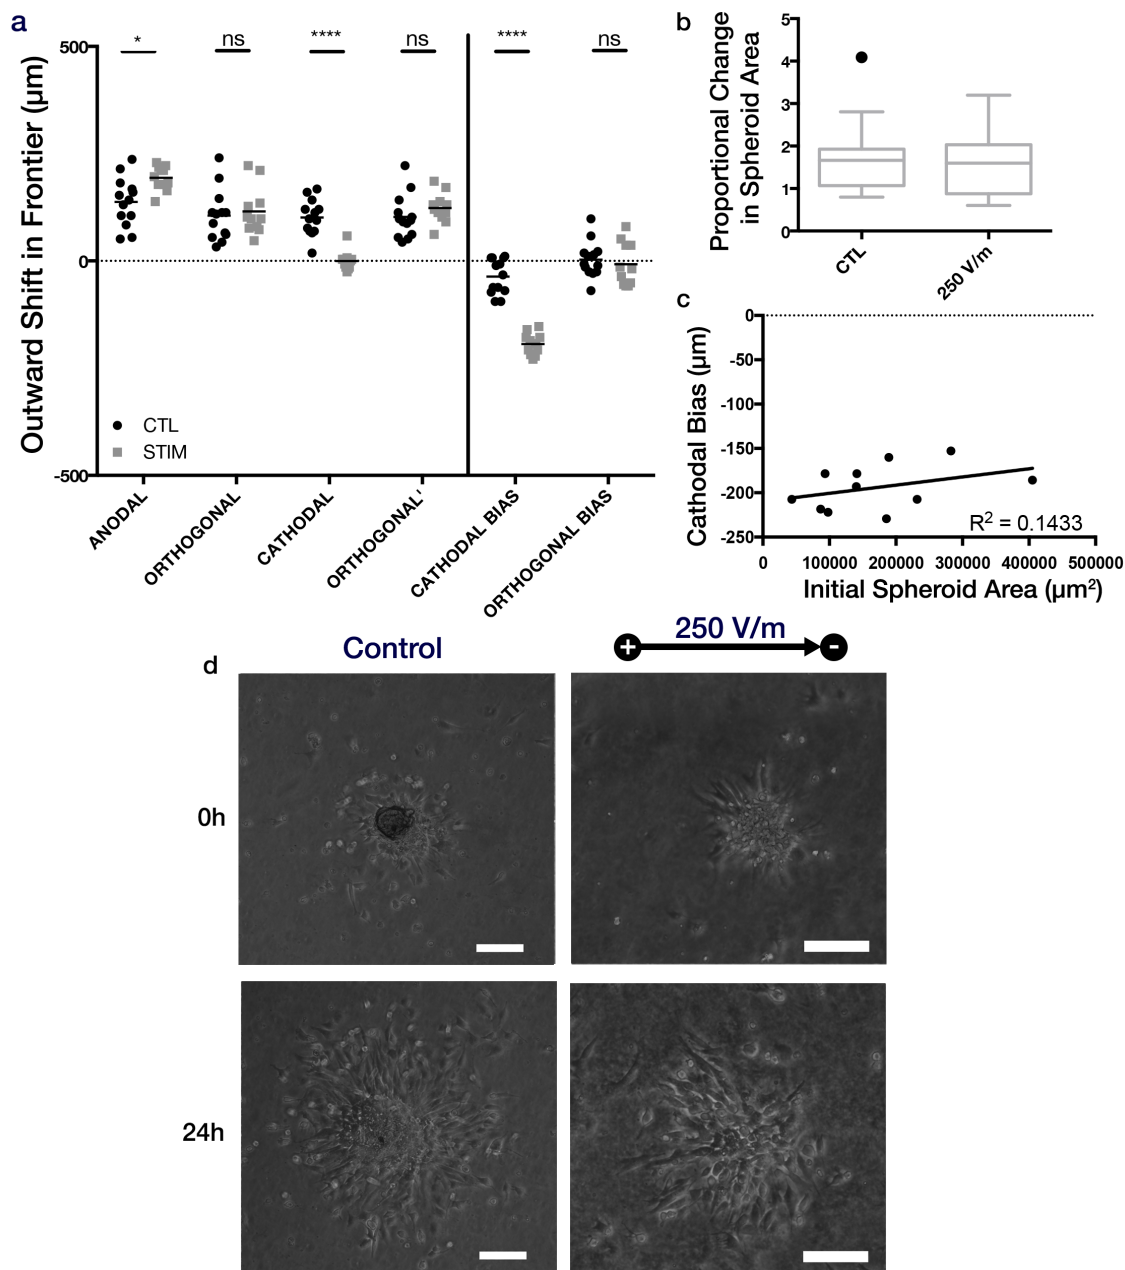 a
Outward Shift in Frontier (µm)
500
0
-500
*
ns
****
ns
****
ns
CTL
STIM
ANODAL
ORTHOGONAL
CATHODAL
ORTHOGONAL'
CATHODAL BIAS
ORTHOGONAL BIAS
b
Proportional Change
in Spheroid Area
5
4
3
2
1
0
CTL
250 V/m
c
Cathodal Bias (µm)
0
-50
-100
-150
-200
-250
R² = 0.1433
0 100000 200000 300000 400000 500000
Initial Spheroid Area (µm²)
d
Control
250 V/m
+ -
0h
24h